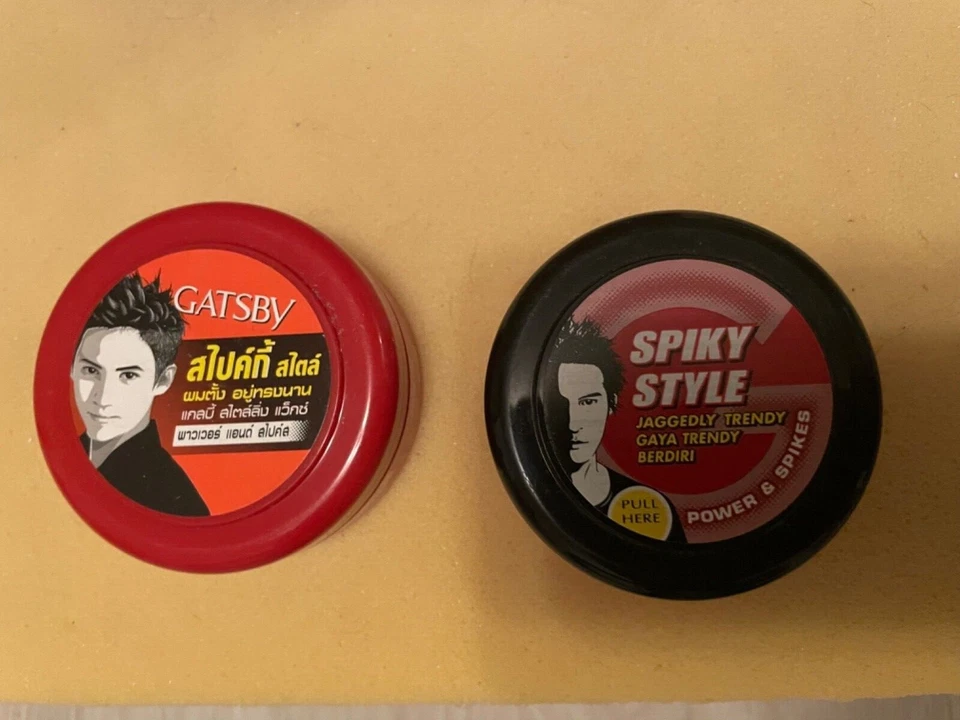 GATSBY
สไปค์กี้ สไตล์
ผมตั้ง อยู่ทรงนาน
แกสบี้ สไตล์ลิ่ง แว็กซ์
พาวเวอร์ แอนด์ สไปค์ส
SPIKY
STYLE
JAGGEDLY TRENDY
GAYA TRENDY
BERDIRI
PULL
HERE
POWER & SPIKES